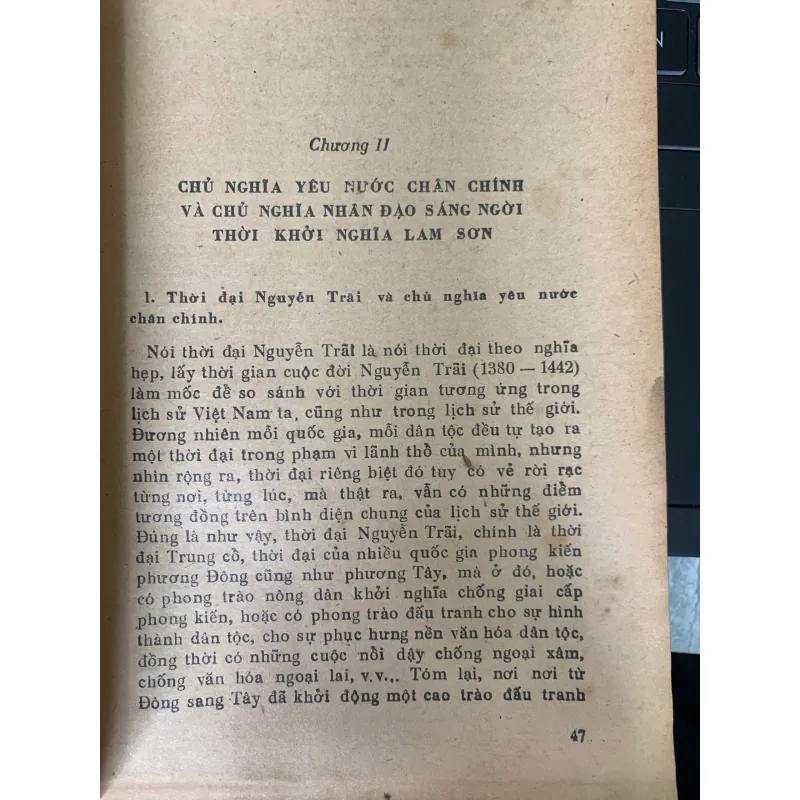 Chương II
CHỦ NGHĨA YÊU NƯỚC CHÂN CHÍNH
VÀ CHỦ NGHĨA NHÂN ĐẠO SÁNG NGỜI
THỜI KHỞI NGHĨA LAM SƠN
1. Thời đại Nguyễn Trãi và chủ nghĩa yêu nước
chân chính.
Nói thời đại Nguyễn Trãi là nói thời đại theo nghĩa
hẹp, lấy thời gian cuộc đời Nguyễn Trãi (1380 — 1442)
làm mốc để so sánh với thời gian tương ứng trong
lịch sử Việt Nam ta, cũng như trong lịch sử thế giới.
Đương nhiên mỗi quốc gia, mỗi dân tộc đều tự tạo ra
một thời đại trong phạm vi lãnh thổ của mình, nhưng
nhìn rộng ra, thời đại riêng biệt đó tuy có vẻ rời rạc
từng nơi, từng lúc, mà thật ra, vẫn có những điểm
tương đồng trên bình diện chung của lịch sử thế giới.
Đúng là như vậy, thời đại Nguyễn Trãi, chính là thời
đại Trung cổ, thời đại của nhiều quốc gia phong kiến
phương Đông cũng như phương Tây, mà ở đó, hoặc
có phong trào nông dân khởi nghĩa chống giai cấp
phong kiến, hoặc có phong trào đấu tranh cho sự hình
thành dân tộc, cho sự phục hưng nền văn hóa dân tộc,
đồng thời có những cuộc nổi dậy chống ngoại xâm,
chống văn hóa ngoại lai, v.v... Tóm lại, nơi nơi từ
Đông sang Tây đã khởi động một cao trào đấu tranh
47
N